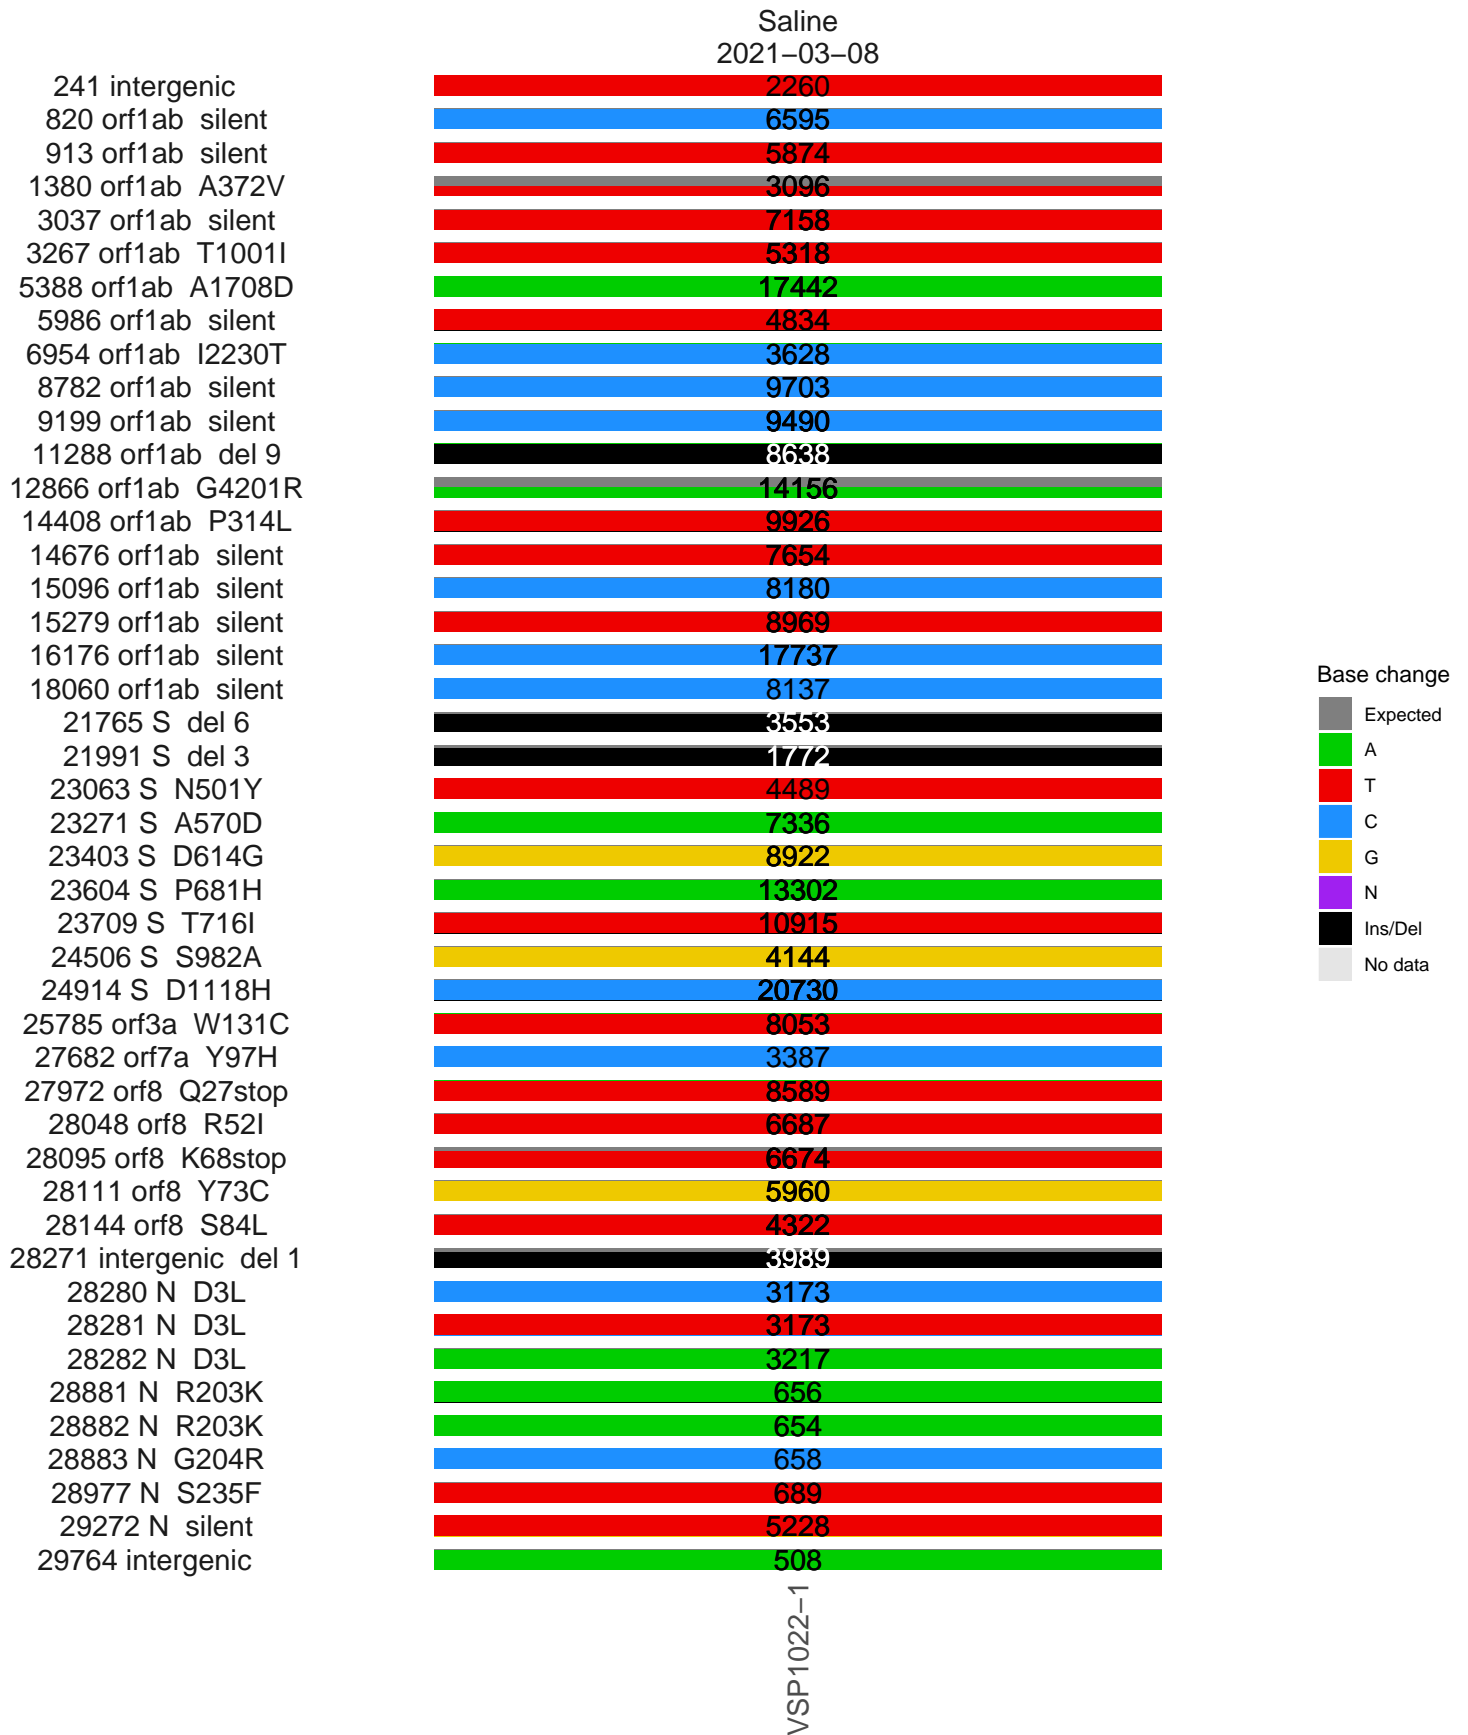 Saline
2021−03−08
241 intergenic 2260
820 orf1ab silent 6595
913 orf1ab silent 5874
1380 orf1ab A372V 3096
3037 orf1ab silent 7158
3267 orf1ab T1001I 5318
5388 orf1ab A1708D 17442
5986 orf1ab silent 4834
6954 orf1ab I2230T 3628
8782 orf1ab silent 9703
9199 orf1ab silent 9490
11288 orf1ab del 9 8638
12866 orf1ab G4201R 14156
14408 orf1ab P314L 9926
14676 orf1ab silent 7654
15096 orf1ab silent 8180
15279 orf1ab silent 8969
16176 orf1ab silent 17737
18060 orf1ab silent 8137
21765 S del 6 3553
21991 S del 3 1772
23063 S N501Y 4489
23271 S A570D 7336
23403 S D614G 8922
23604 S P681H 13302
23709 S T716I 10915
24506 S S982A 4144
24914 S D1118H 20730
25785 orf3a W131C 8053
27682 orf7a Y97H 3387
27972 orf8 Q27stop 8589
28048 orf8 R52I 6687
28095 orf8 K68stop 6674
28111 orf8 Y73C 5960
28144 orf8 S84L 4322
28271 intergenic del 1 3989
28280 N D3L 3173
28281 N D3L 3173
28282 N D3L 3217
28881 N R203K 656
28882 N R203K 654
28883 N G204R 658
28977 N S235F 689
29272 N silent 5228
29764 intergenic 508
VSP1022−1
Base change
Expected
A
T
C
G
N
Ins/Del
No data